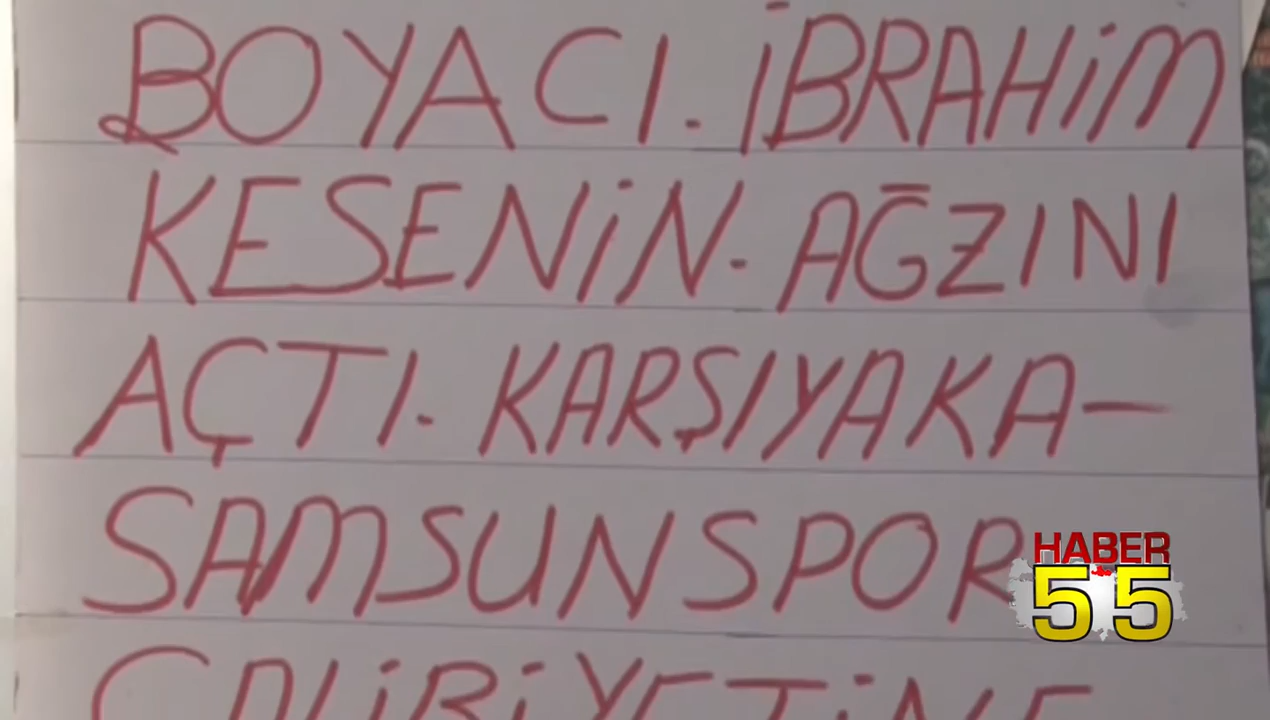 BOYACI. İBRAHİM
KESENİN. AĞZINI
AÇTI. KARŞIYAKA—
SAMSUNSPOR
HABER
55